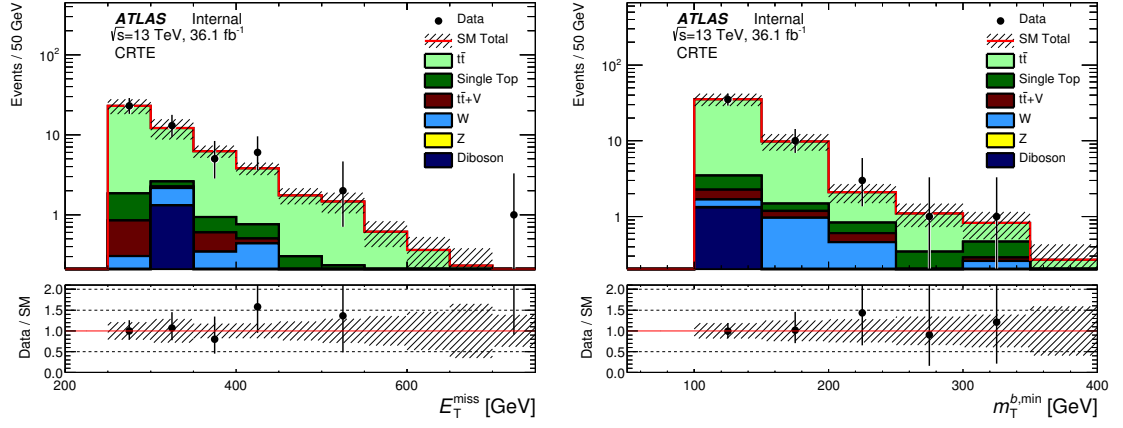 ATLAS Internal
√s=13 TeV, 36.1 fb-1
CRTE
Data
SM Total
tt̄
Single Top
tt̄+V
W
Z
Diboson
Events / 50 GeV
10²
10
1
Data / SM
2.0
1.5
1.0
0.5
0.0
200 400 600
E_T^miss [GeV]
ATLAS Internal
√s=13 TeV, 36.1 fb-1
CRTE
Data
SM Total
tt̄
Single Top
tt̄+V
W
Z
Diboson
Events / 50 GeV
10²
10
1
Data / SM
2.0
1.5
1.0
0.5
0.0
100 200 300 400
m_T^b,min [GeV]